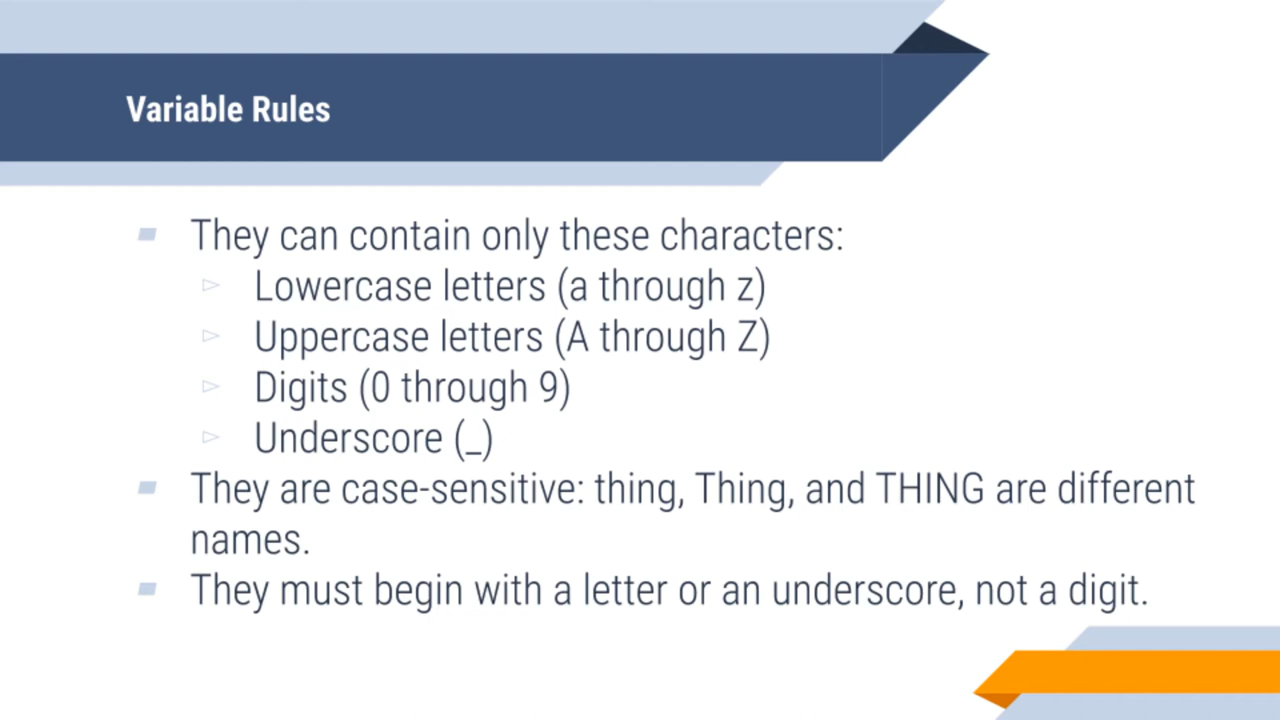 Variable Rules
They can contain only these characters:
Lowercase letters (a through z)
Uppercase letters (A through Z)
Digits (0 through 9)
Underscore (_)
They are case-sensitive: thing, Thing, and THING are different
names.
They must begin with a letter or an underscore, not a digit.